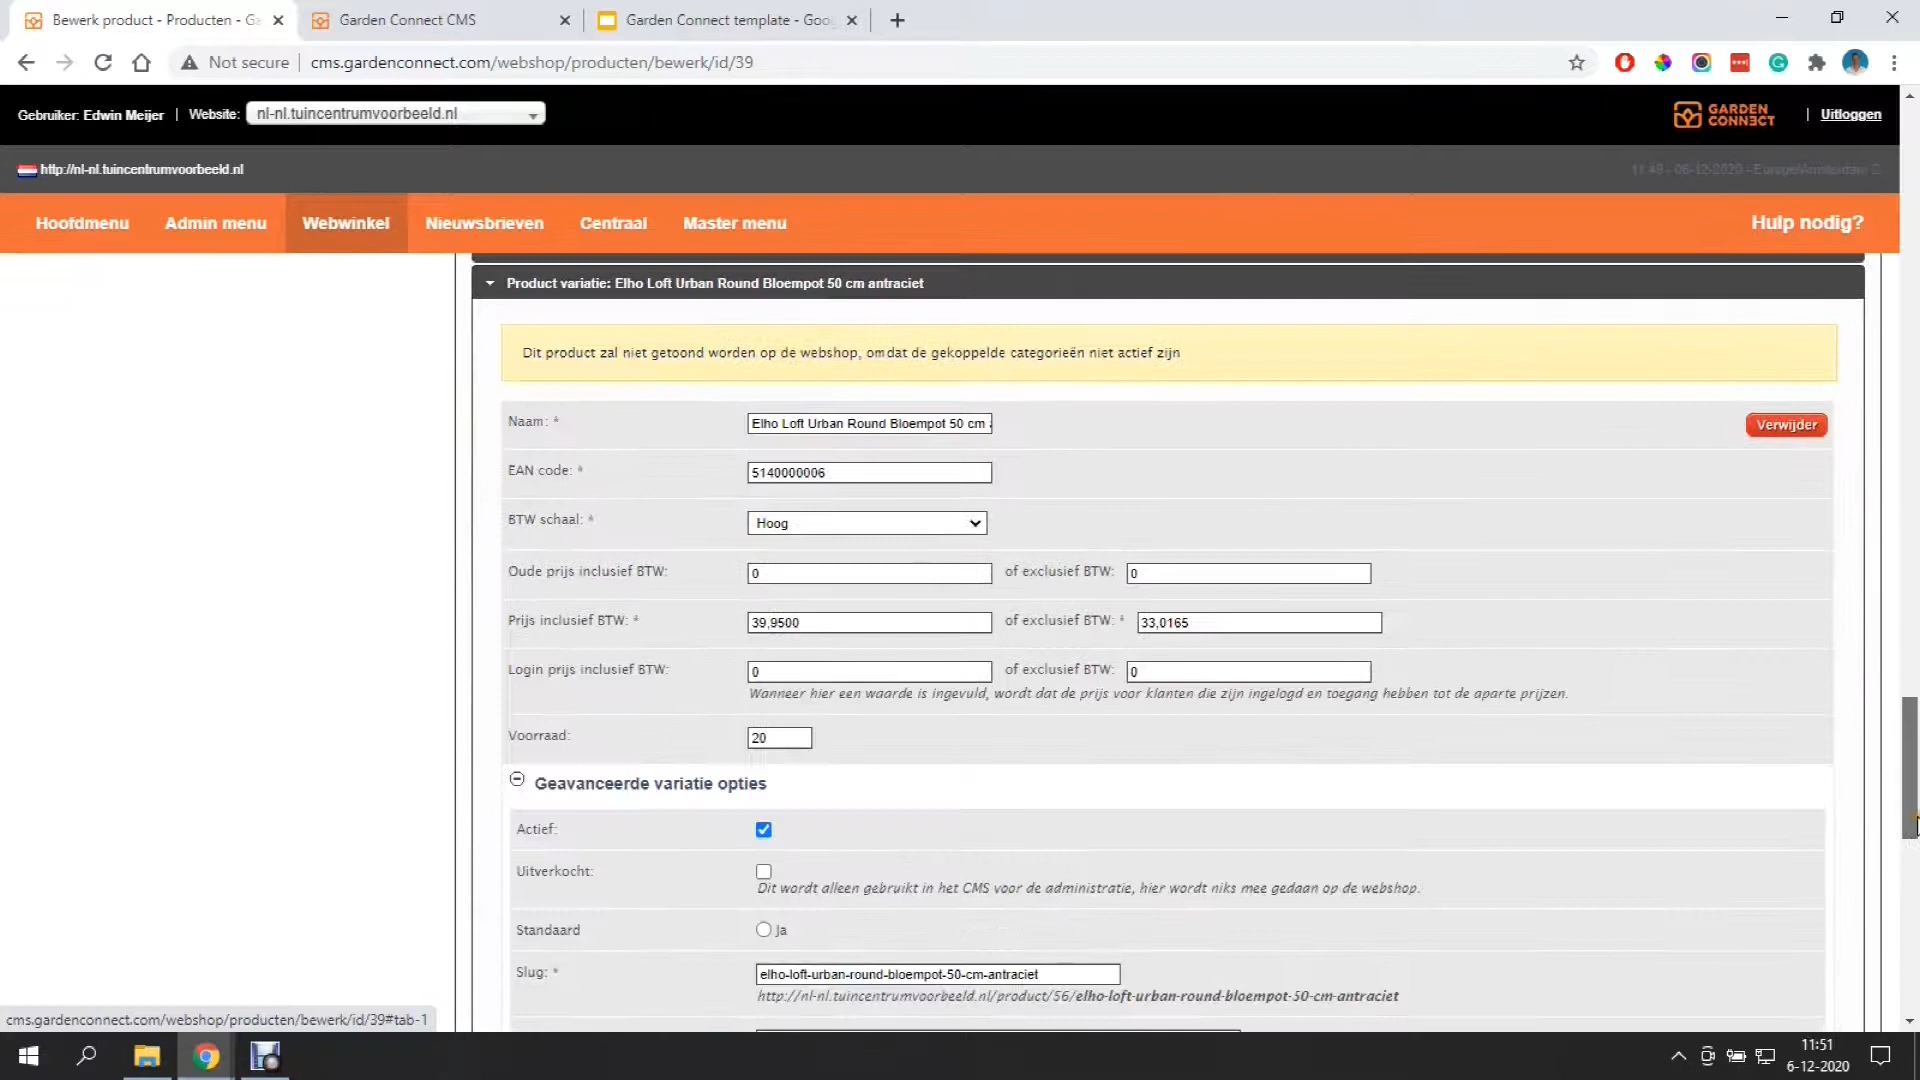 Bewerk product - Producten - Ga
Garden Connect CMS
Garden Connect template - Goo
Not secure
cms.gardenconnect.com/webshop/producten/bewerk/id/39
Gebruiker: Edwin Meijer | Website:
nl-nl.tuincentrumvoorbeeld.nl
GARDEN CONNECT
| Uitloggen
http://nl-nl.tuincentrumvoorbeeld.nl
11:48 - 06-12-2020 - Europe/Amsterdam
Hoofdmenu
Admin menu
Webwinkel
Nieuwsbrieven
Centraal
Master menu
Hulp nodig?
Product variatie: Elho Loft Urban Round Bloempot 50 cm antraciet
Dit product zal niet getoond worden op de webshop, omdat de gekoppelde categorieën niet actief zijn
Naam: *
Elho Loft Urban Round Bloempot 50 cm
Verwijder
EAN code: *
5140000006
BTW schaal: *
Hoog
Oude prijs inclusief BTW:
0
of exclusief BTW:
0
Prijs inclusief BTW: *
39,9500
of exclusief BTW: *
33,0165
Login prijs inclusief BTW:
0
of exclusief BTW:
0
Wanneer hier een waarde is ingevuld, wordt dat de prijs voor klanten die zijn ingelogd en toegang hebben tot de aparte prijzen.
Voorraad:
20
Geavanceerde variatie opties
Actief:
Uitverkocht:
Dit wordt alleen gebruikt in het CMS voor de administratie, hier wordt niks mee gedaan op de webshop.
Standaard
Ja
Slug: *
elho-loft-urban-round-bloempot-50-cm-antraciet
http://nl-nl.tuincentrumvoorbeeld.nl/product/56/elho-loft-urban-round-bloempot-50-cm-antraciet
cms.gardenconnect.com/webshop/producten/bewerk/id/39#tab-1
11:51
6-12-2020